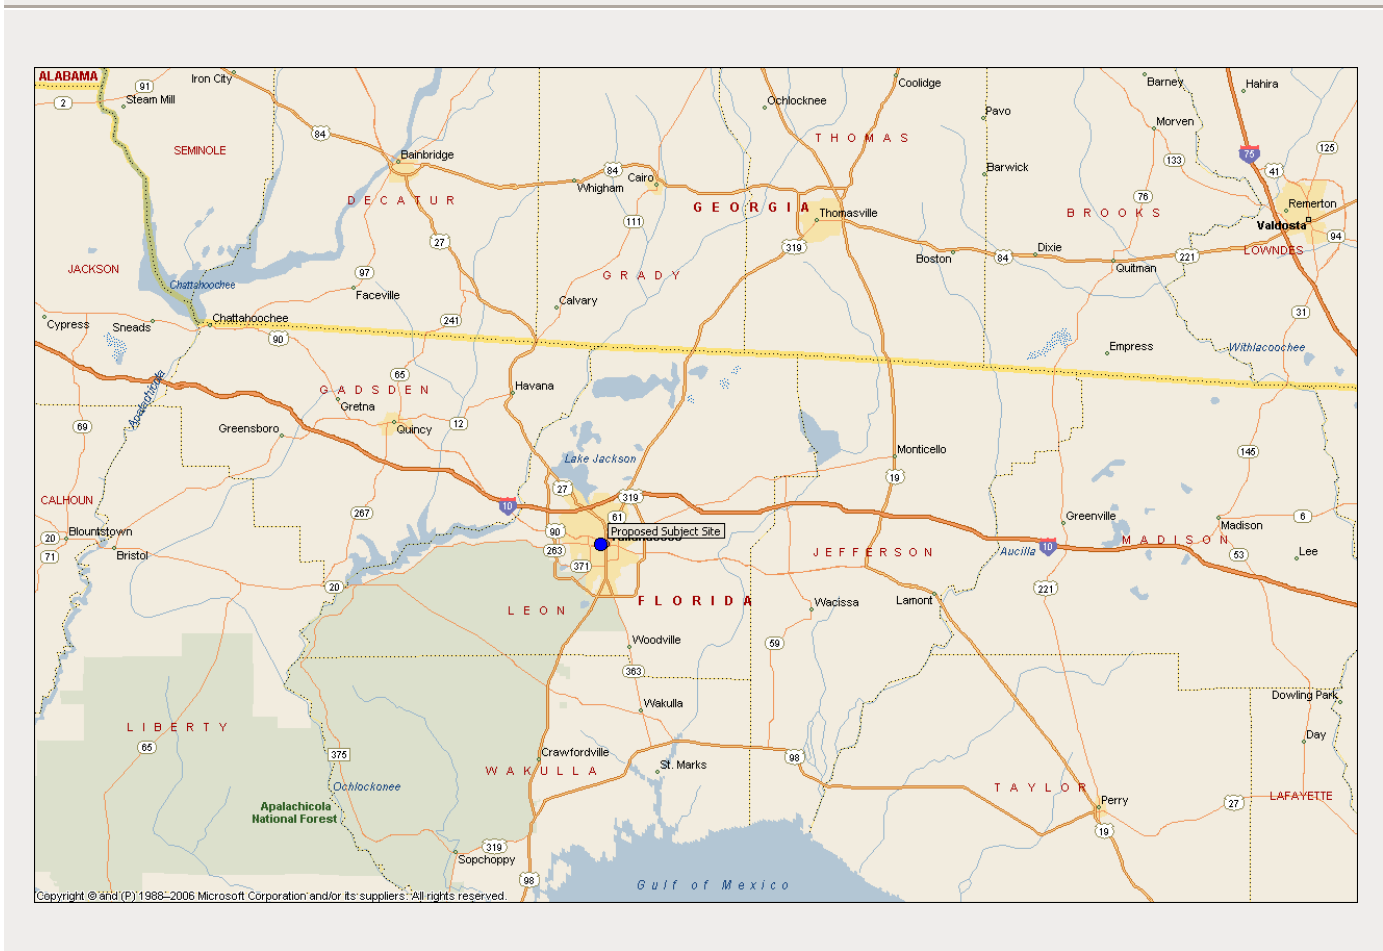 ALABAMA
91
Iron City
2
Steam Mill
SEMINOLE
84
Bainbridge
DECATUR
27
84
Whigham
Cairo
111
GRADY
Calvary
Ochlocknee
Coolidge
THOMAS
GEORGIA
Thomasville
319
Pavo
Barwick
Boston
84
Dixie
Barney
Morven
133
76
BROOKS
Quitman
221
Hahira
75
41
125
Remerton
Valdosta
94
LOWNDES
31
Withlacoochee
Empress
JACKSON
Chattahoochee
97
Faceville
241
Cypress
Sneads
Chattahoochee
90
Apalachicola
GADSDEN
65
Gretna
Quincy
12
Havana
Greensboro
69
CALHOUN
20
Blountstown
71
Bristol
267
10
Lake Jackson
27
319
61
90
263
371
Proposed Subject Site
20
LEON
FLORIDA
Monticello
19
JEFFERSON
Wacissa
Lamont
59
Greenville
Aucilla
10
221
145
Madison
6
MADISON
53
Lee
Woodville
363
Wakulla
LIBERTY
65
375
Ochlockonee
Apalachicola
National Forest
Crawfordville
WAKULLA
St. Marks
98
319
Sopchoppy
98
Gulf of Mexico
TAYLOR
Perry
19
Dowling Park
Day
27
LAFAYETTE
Copyright © and (P) 1988–2006 Microsoft Corporation and/or its suppliers. All rights reserved.